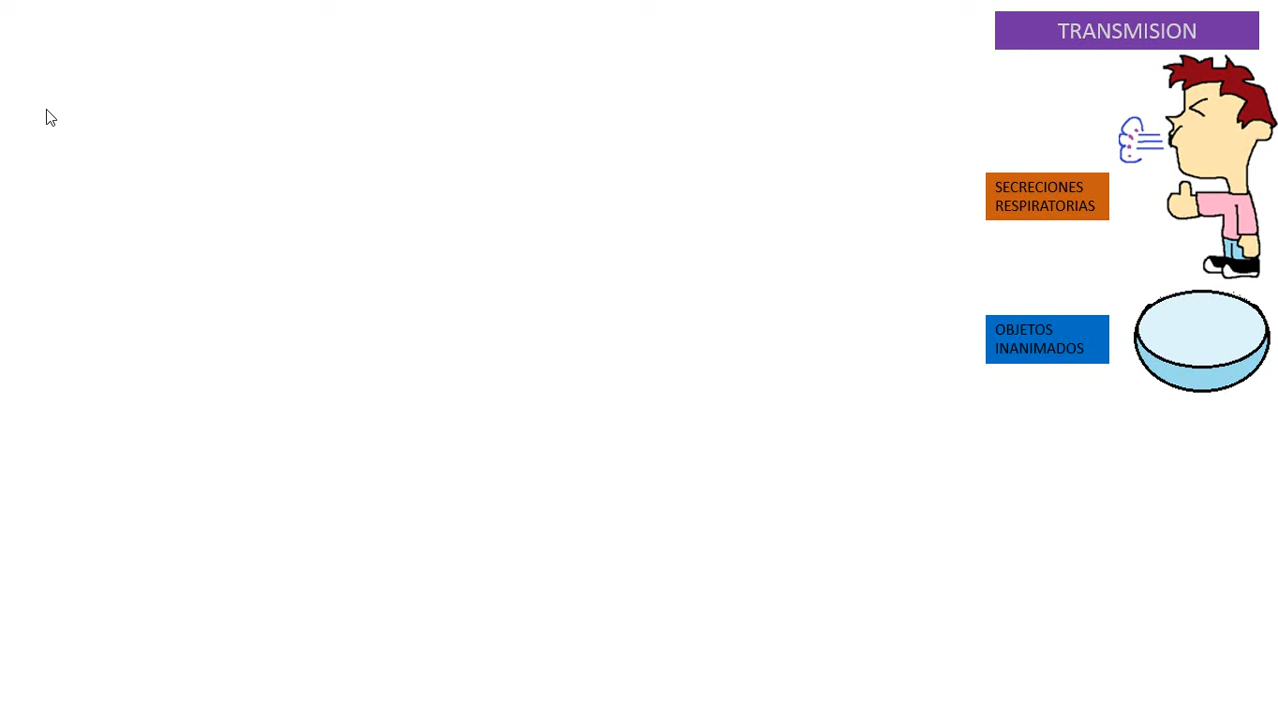 TRANSMISION
SECRECIONES
RESPIRATORIAS
OBJETOS
INANIMADOS